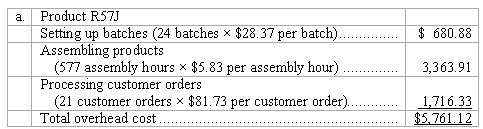 a. Product R57J
Setting up batches (24 batches × $28.37 per batch)............... $ 680.88
Assembling products
(577 assembly hours × $5.83 per assembly hour) .............. 3,363.91
Processing customer orders
(21 customer orders × $81.73 per customer order)............. 1,716.33
Total overhead cost ................................................................ $5,761.12